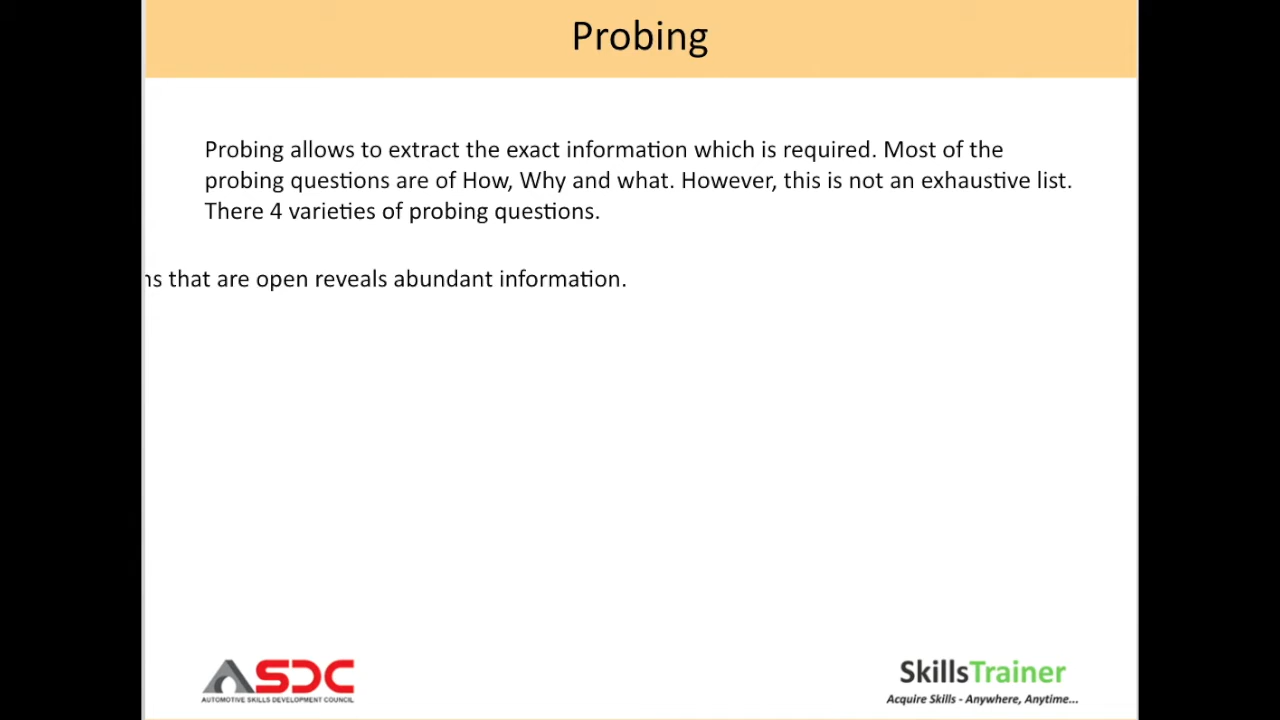 Probing
Probing allows to extract the exact information which is required. Most of the
probing questions are of How, Why and what. However, this is not an exhaustive list.
There 4 varieties of probing questions.
that are open reveals abundant information.
ASDC
AUTOMOTIVE SKILLS DEVELOPMENT COUNCIL
SkillsTrainer
Acquire Skills - Anywhere, Anytime...